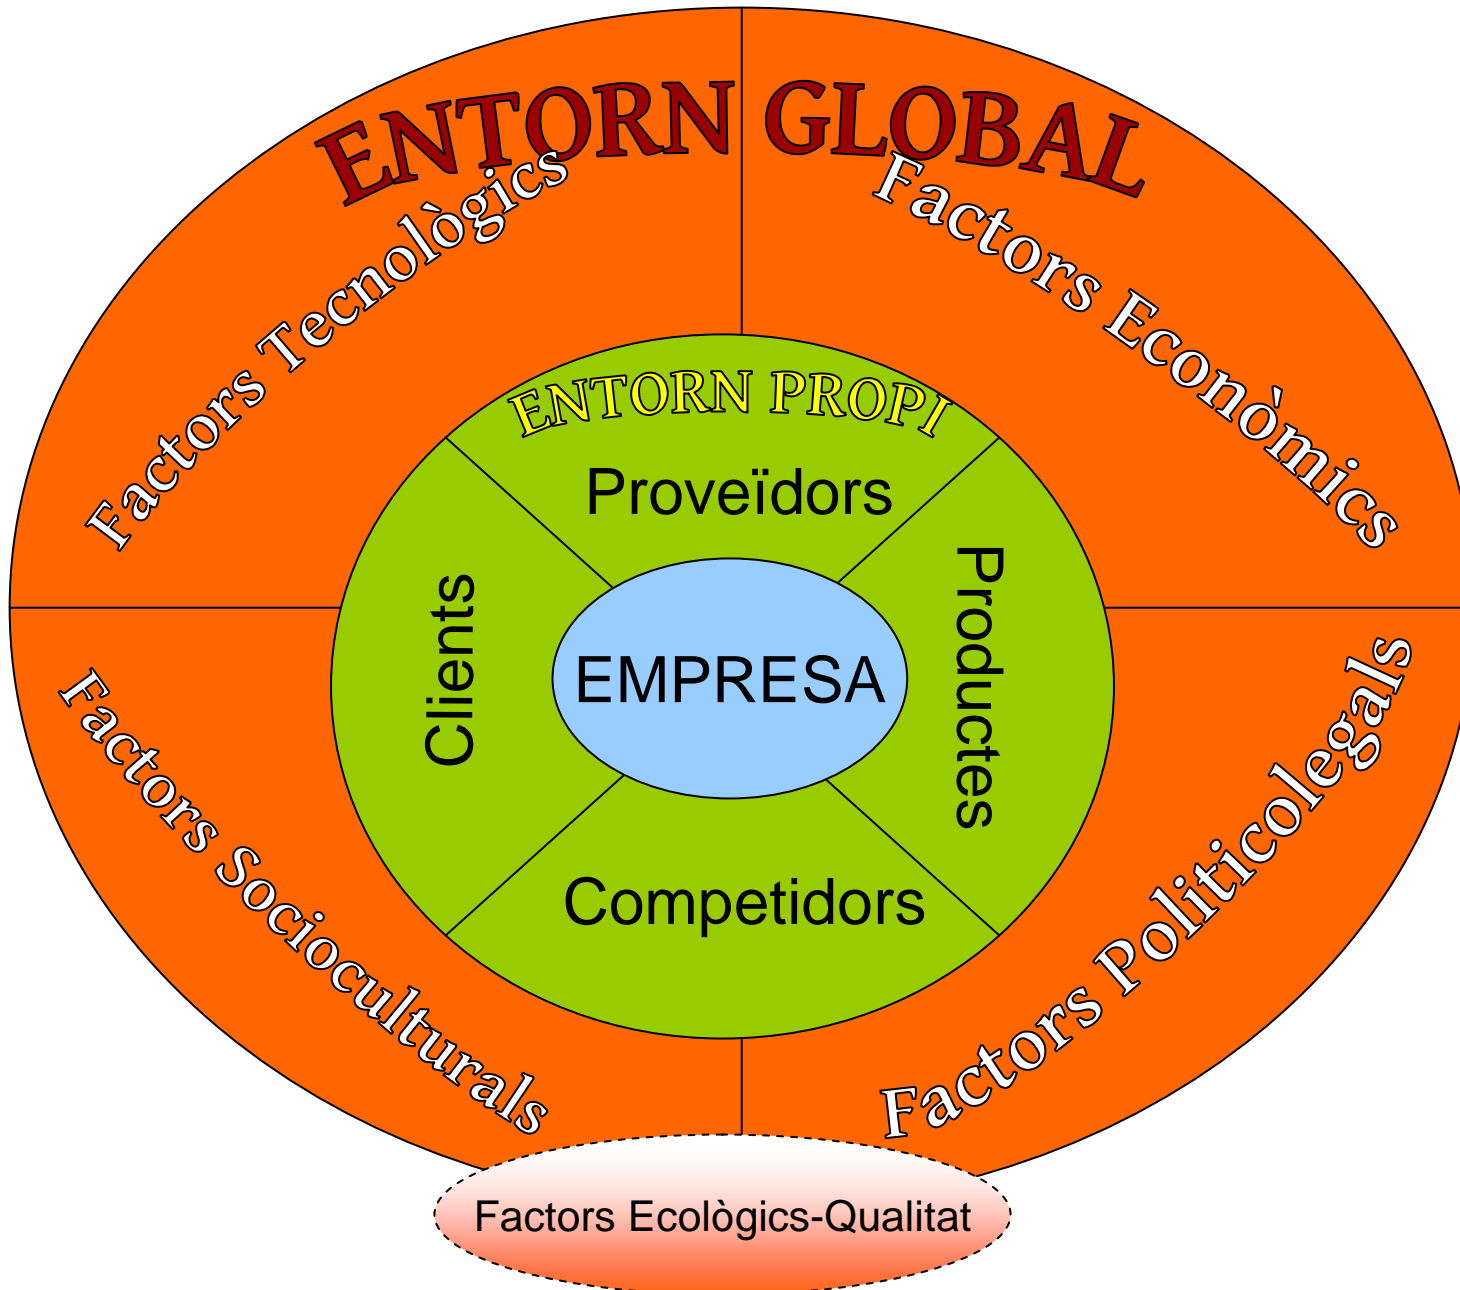 ENTORN GLOBAL
Factors Tecnològics
Factors Econòmics
ENTORN PROPI
Proveïdors
Clients
EMPRESA
Productes
Competidors
Factors Socioculturals
Factors Politicolegals
Factors Ecològics-Qualitat